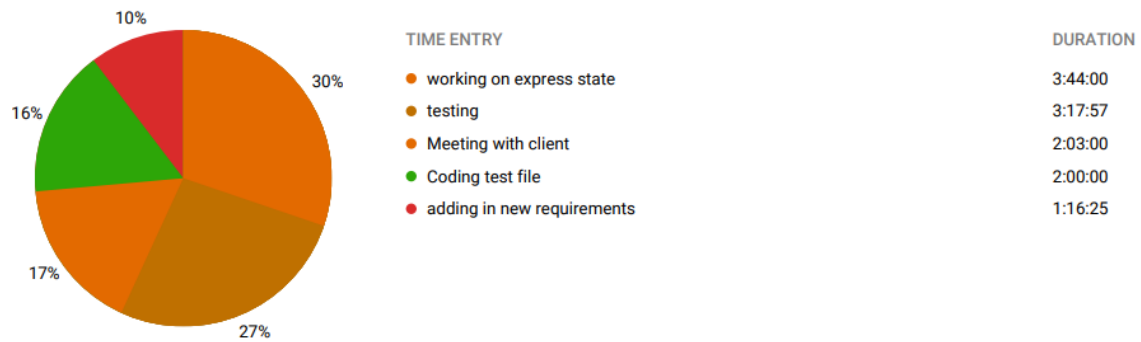 10%
30%
16%
17%
27%
TIME ENTRY DURATION
working on express state 3:44:00
testing 3:17:57
Meeting with client 2:03:00
Coding test file 2:00:00
adding in new requirements 1:16:25